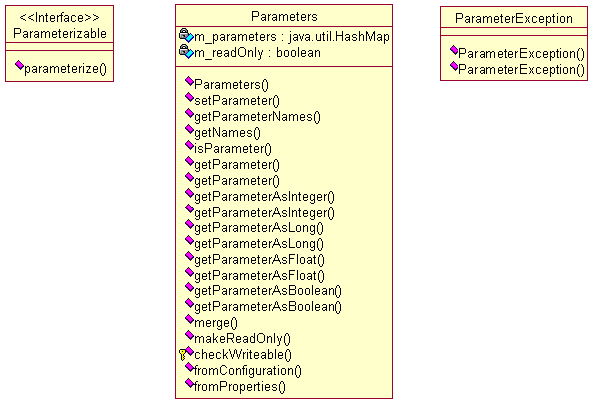 <<Interface>>
Parameterizable
parameterize()
Parameters
m_parameters : java.util.HashMap
m_readOnly : boolean
Parameters()
setParameter()
getParameterNames()
getNames()
isParameter()
getParameter()
getParameter()
getParameterAsInteger()
getParameterAsInteger()
getParameterAsLong()
getParameterAsLong()
getParameterAsFloat()
getParameterAsFloat()
getParameterAsBoolean()
getParameterAsBoolean()
merge()
makeReadOnly()
checkWriteable()
fromConfiguration()
fromProperties()
ParameterException
ParameterException()
ParameterException()